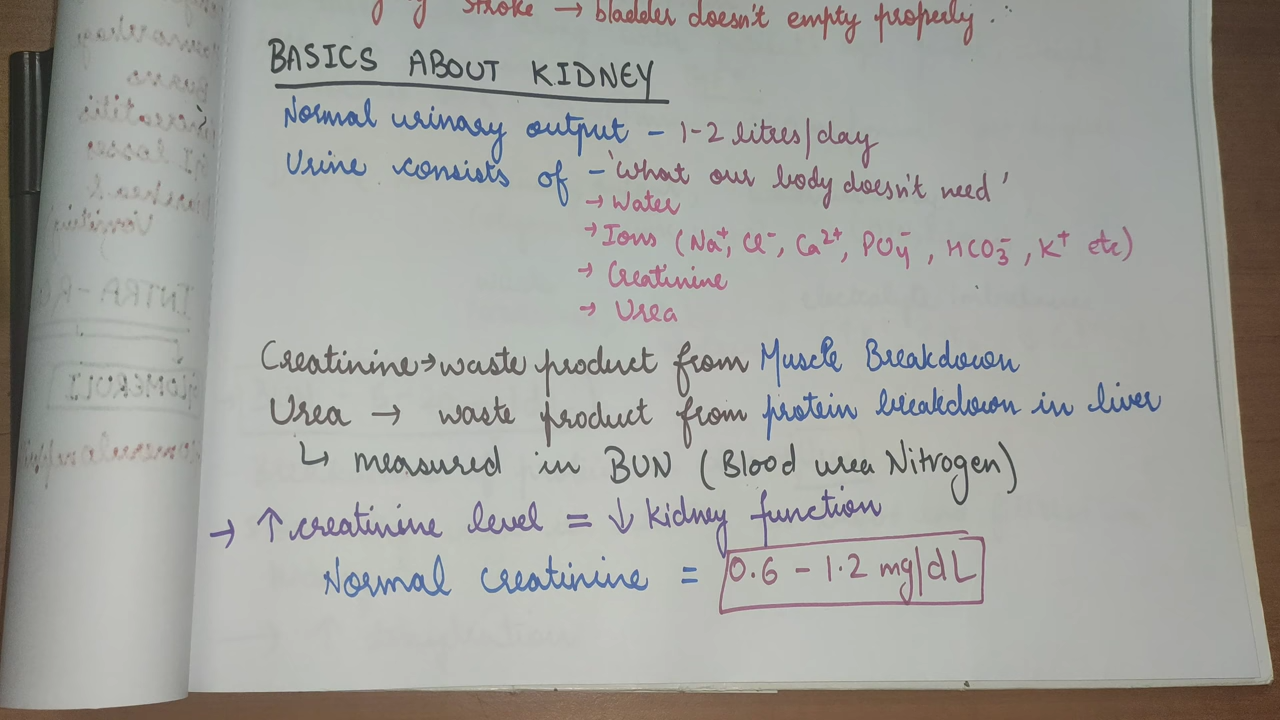 stroke → bladder doesn't empty properly.
BASICS ABOUT KIDNEY
Normal urinary output - 1-2 litres/day
Urine consists of - 'What our body doesn't need'
→ Water
→ Ions (Na⁺, Cl⁻, Ca²⁺, PO₄⁻, HCO₃⁻, K⁺ etc)
→ Creatinine
→ Urea
Creatinine → waste product from Muscle Breakdown
Urea → waste product from protein breakdown in liver
↳ measured in BUN (Blood urea Nitrogen)
→ ↑ creatinine level = ↓ kidney function
Normal creatinine = 0.6 - 1.2 mg/dL